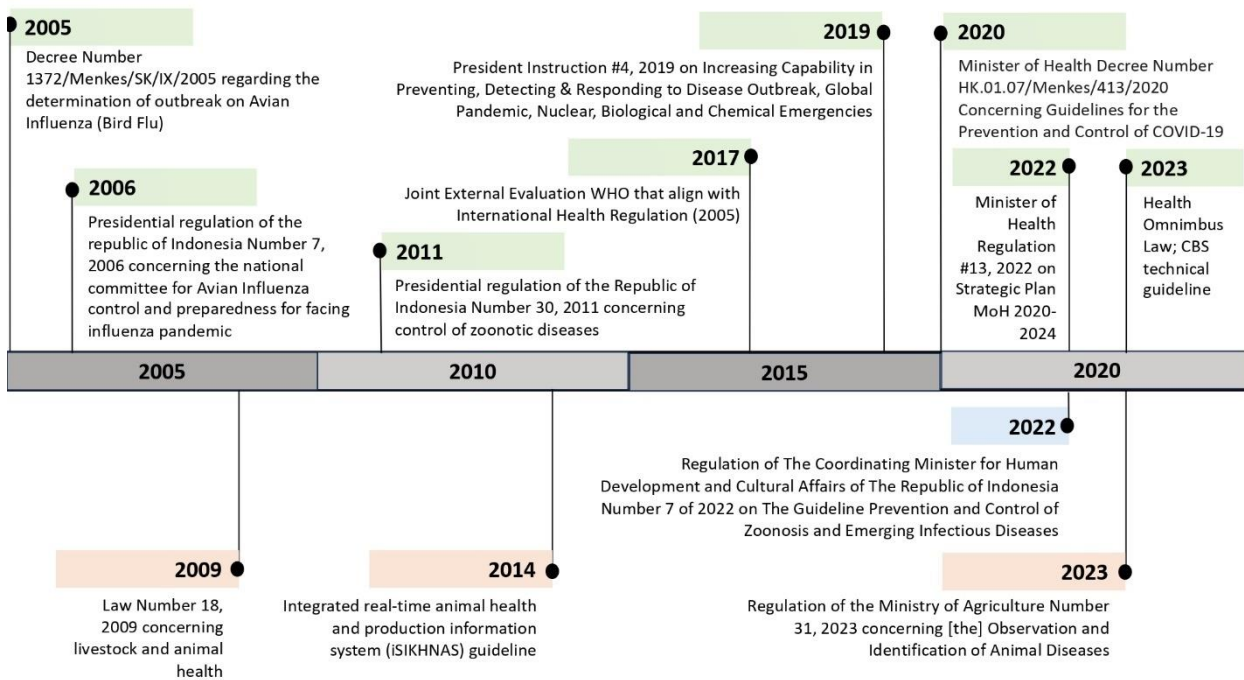 2005
Decree Number
1372/Menkes/SK/IX/2005 regarding the
determination of outbreak on Avian
Influenza (Bird Flu)
2006
Presidential regulation of the
republic of Indonesia Number 7,
2006 concerning the national
committee for Avian Influenza
control and preparedness for facing
influenza pandemic
2011
Presidential regulation of the Republic of
Indonesia Number 30, 2011 concerning
control of zoonotic diseases
2017
Joint External Evaluation WHO that align with
International Health Regulation (2005)
2019
President Instruction #4, 2019 on Increasing Capability in
Preventing, Detecting & Responding to Disease Outbreak, Global
Pandemic, Nuclear, Biological and Chemical Emergencies
2020
Minister of Health Decree Number
HK.01.07/Menkes/413/2020
Concerning Guidelines for the
Prevention and Control of COVID-19
2022
Minister of
Health
Regulation
#13, 2022 on
Strategic Plan
MoH 2020-
2024
2023
Health
Omnimbus
Law; CBS
technical
guideline
2005
2010
2015
2020
2009
Law Number 18,
2009 concerning
livestock and animal
health
2014
Integrated real-time animal health
and production information
system (iSIKHNAS) guideline
2022
Regulation of The Coordinating Minister for Human
Development and Cultural Affairs of The Republic of Indonesia
Number 7 of 2022 on The Guideline Prevention and Control of
Zoonosis and Emerging Infectious Diseases
2023
Regulation of the Ministry of Agriculture Number
31, 2023 concerning [the] Observation and
Identification of Animal Diseases